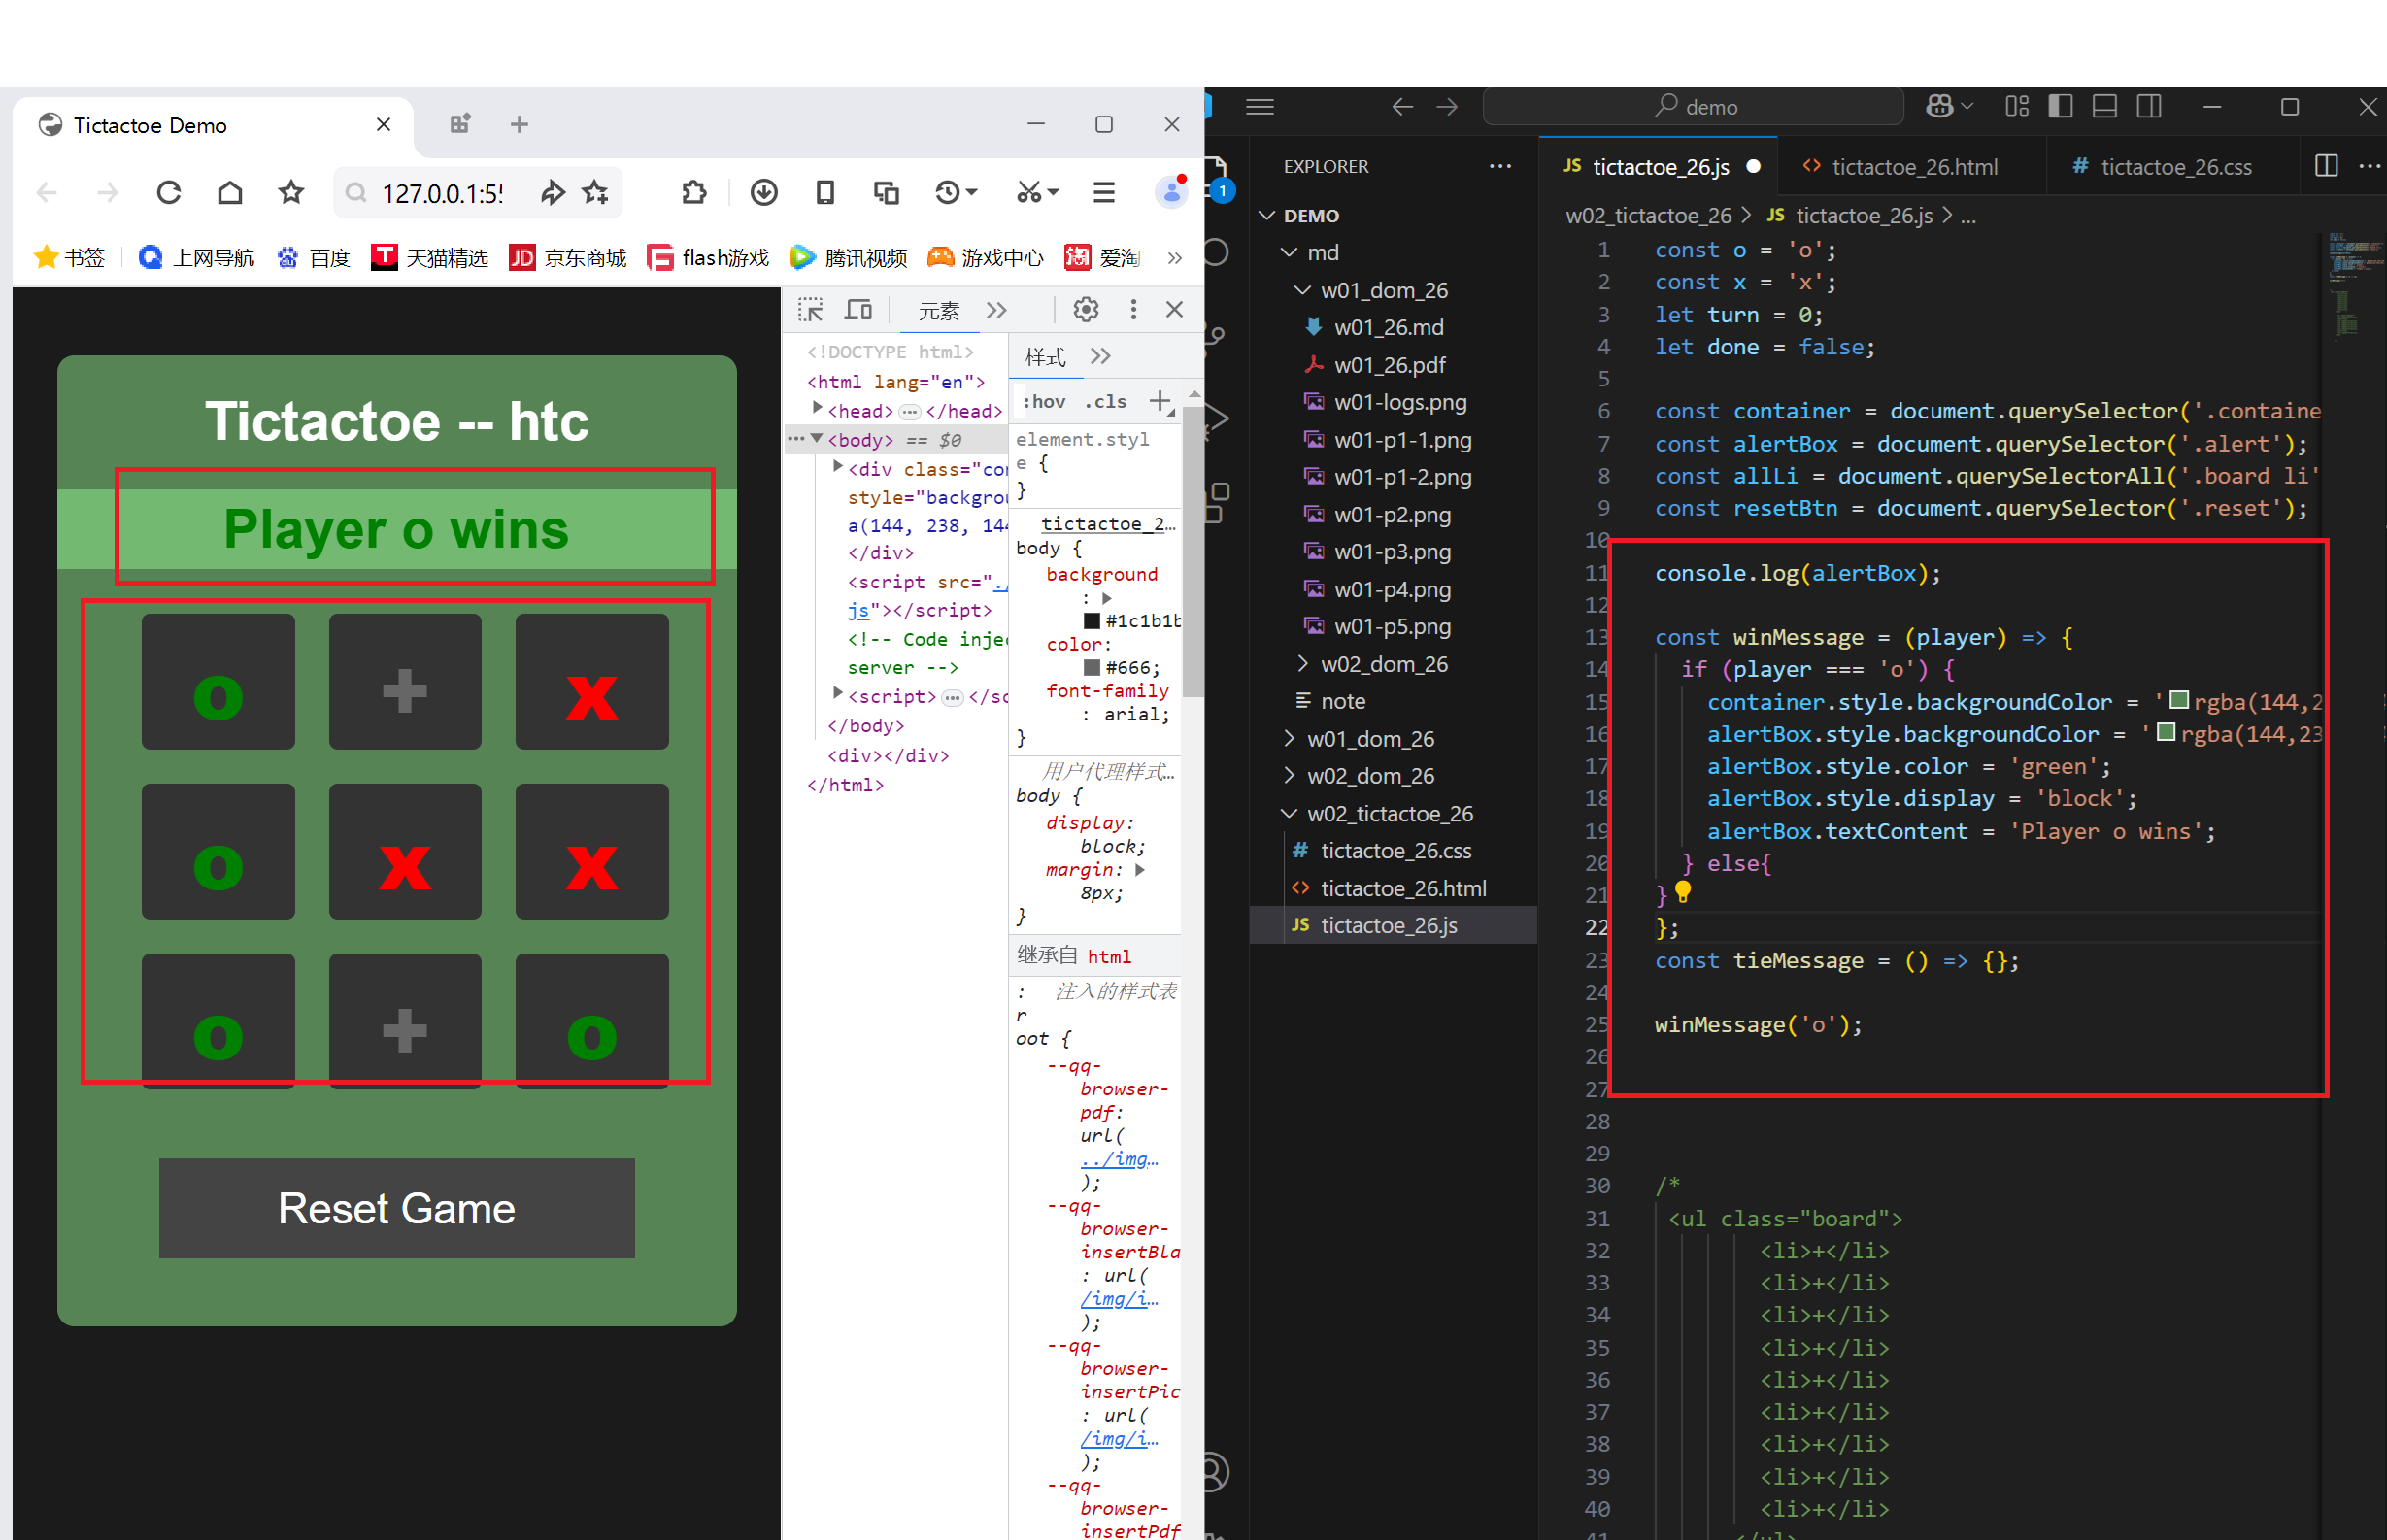 Tictactoe Demo
127.0.0.1:5
书签
上网导航
百度
天猫精选
JD 京东商城
flash游戏
腾讯视频
游戏中心
淘 爱淘
»
Tictactoe -- htc
Player o wins
o + x
o x x
o + o
Reset Game
元素
<!DOCTYPE html>
<html lang="en">
<head> … </head>
··· <body> == $0
<div class="cor
style="backgrou
a(144, 238, 144
</div>
<script src="./
js"></script>
<!-- Code injec
server -->
<script> … </sc
</body>
<div></div>
</html>
样式
:hov .cls +
element.styl
e {
}
tictactoe_2…
body {
background
:
#1c1b1b
color:
#666;
font-family
: arial;
}
用户代理样式…
body {
display:
block;
margin:
8px;
}
继承自 html
: 注入的样式表
r
oot {
--qq-
browser-
pdf:
url(
../img…
);
--qq-
browser-
insertBla
: url(
/img/i…
);
--qq-
browser-
insertPic
: url(
/img/i…
);
--qq-
browser-
insertPdf
demo
1
EXPLORER
DEMO
md
w01_dom_26
w01_26.md
w01_26.pdf
w01-logs.png
w01-p1-1.png
w01-p1-2.png
w01-p2.png
w01-p3.png
w01-p4.png
w01-p5.png
w02_dom_26
note
w01_dom_26
w02_dom_26
w02_tictactoe_26
# tictactoe_26.css
<> tictactoe_26.html
JS tictactoe_26.js
JS tictactoe_26.js
<> tictactoe_26.html
# tictactoe_26.css
w02_tictactoe_26 > JS tictactoe_26.js > ...
1 const o = 'o';
2 const x = 'x';
3 let turn = 0;
4 let done = false;
5
6 const container = document.querySelector('.containe
7 const alertBox = document.querySelector('.alert');
8 const allLi = document.querySelectorAll('.board li'
9 const resetBtn = document.querySelector('.reset');
10
11 console.log(alertBox);
12
13 const winMessage = (player) => {
14 if (player === 'o') {
15 container.style.backgroundColor = 'rgba(144,2
16 alertBox.style.backgroundColor = 'rgba(144,23
17 alertBox.style.color = 'green';
18 alertBox.style.display = 'block';
19 alertBox.textContent = 'Player o wins';
20 } else{
21 }
22 };
23 const tieMessage = () => {};
24
25 winMessage('o');
26
27
28
29
30 /*
31 <ul class="board">
32 <li>+</li>
33 <li>+</li>
34 <li>+</li>
35 <li>+</li>
36 <li>+</li>
37 <li>+</li>
38 <li>+</li>
39 <li>+</li>
40 <li>+</li>
41 </ul>